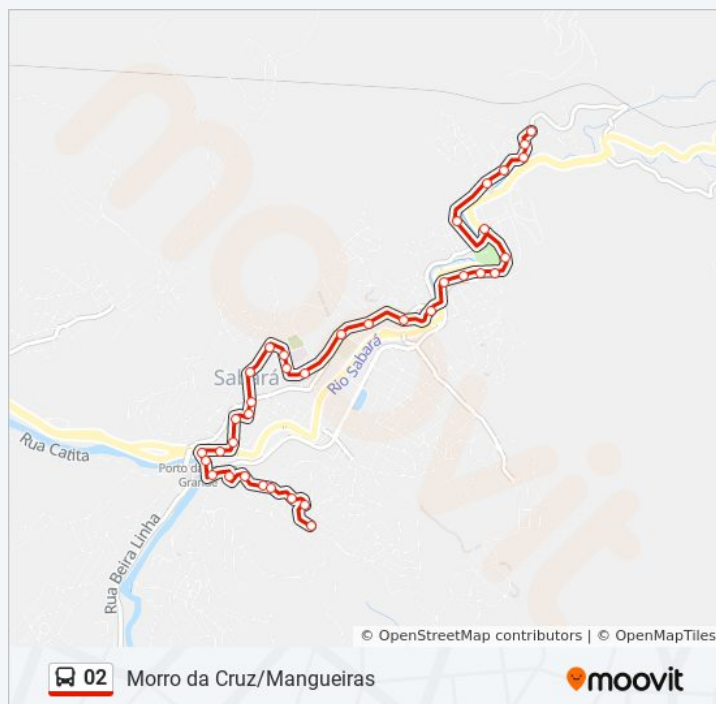 moovit
Sabará
Rio Sabará
Rua Catita
Porto da
Grande
Rua Beira Linha
© OpenStreetMap contributors | © OpenMapTiles
02 Morro da Cruz/Mangueiras
moovit